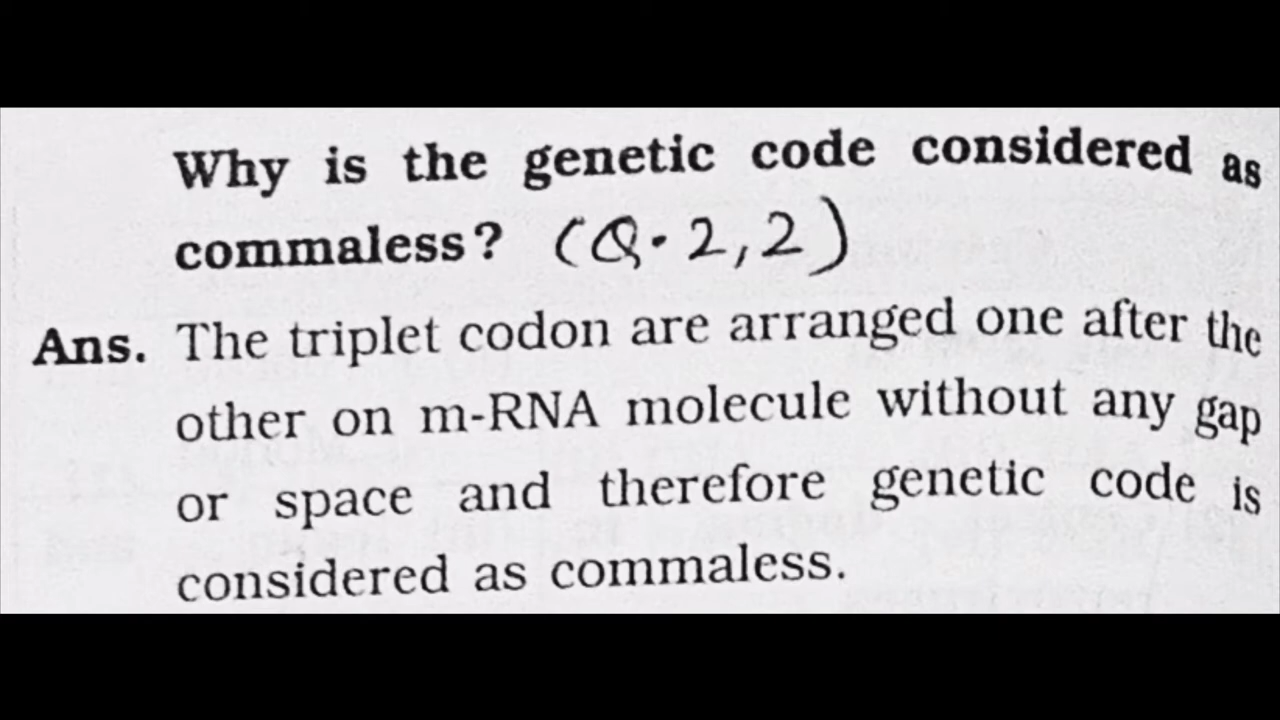 Why is the genetic code considered as
commaless? (Q. 2,2)
Ans. The triplet codon are arranged one after the
other on m-RNA molecule without any gap
or space and therefore genetic code is
considered as commaless.